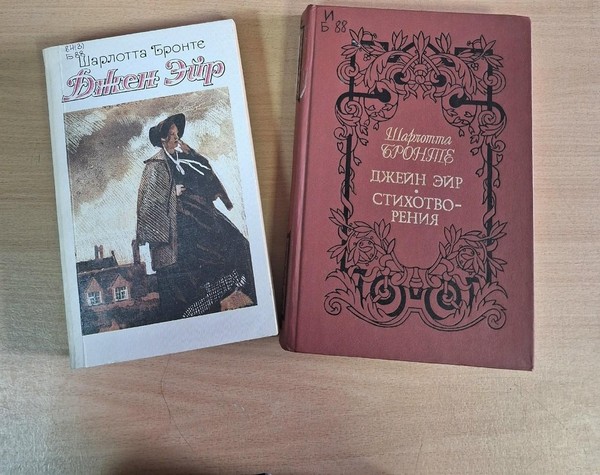 Шарлотта Бронте
Джен Эйр
И
Б 88
Шарлотта
БРОНТЕ
ДЖЕЙН ЭЙР
•
СТИХОТВО-
РЕНИЯ